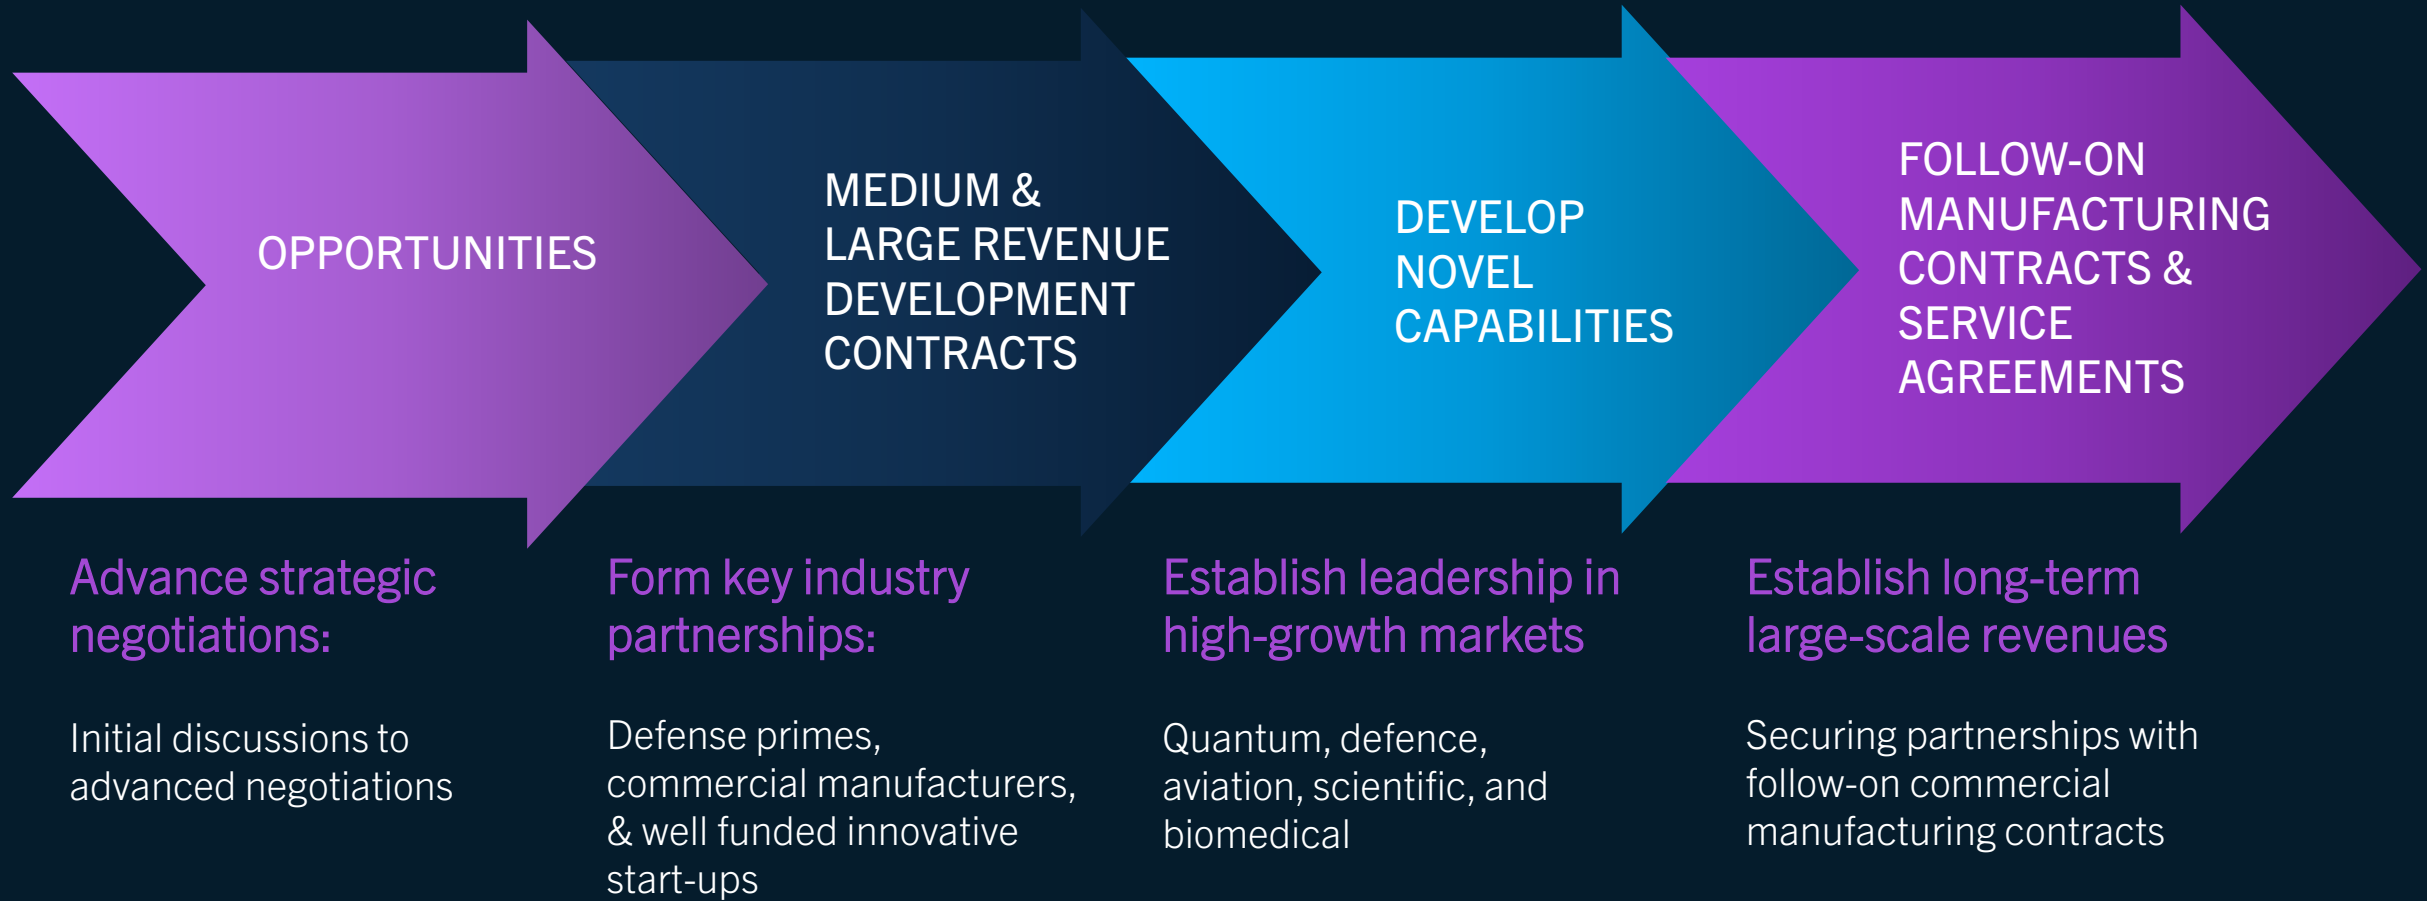 OPPORTUNITIES
MEDIUM &
LARGE REVENUE
DEVELOPMENT
CONTRACTS
DEVELOP
NOVEL
CAPABILITIES
FOLLOW-ON
MANUFACTURING
CONTRACTS &
SERVICE
AGREEMENTS
Advance strategic
negotiations:
Initial discussions to
advanced negotiations
Form key industry
partnerships:
Defense primes,
commercial manufacturers,
& well funded innovative
start-ups
Establish leadership in
high-growth markets
Quantum, defence,
aviation, scientific, and
biomedical
Establish long-term
large-scale revenues
Securing partnerships with
follow-on commercial
manufacturing contracts